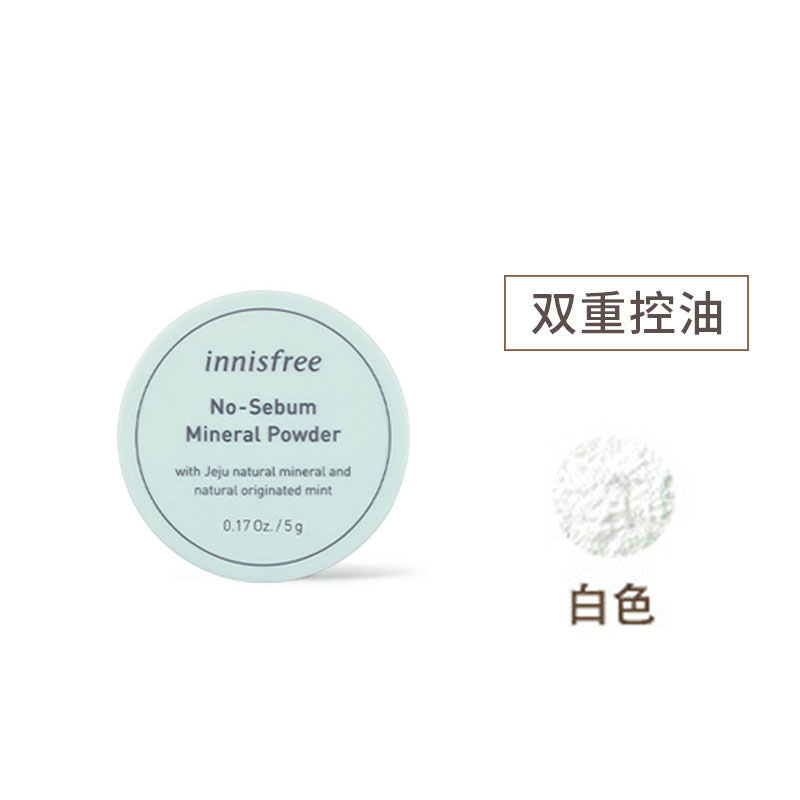 innisfree
No-Sebum
Mineral Powder
with Jeju natural mineral and
natural originated mint
0.17 Oz. / 5 g
双重控油
白色